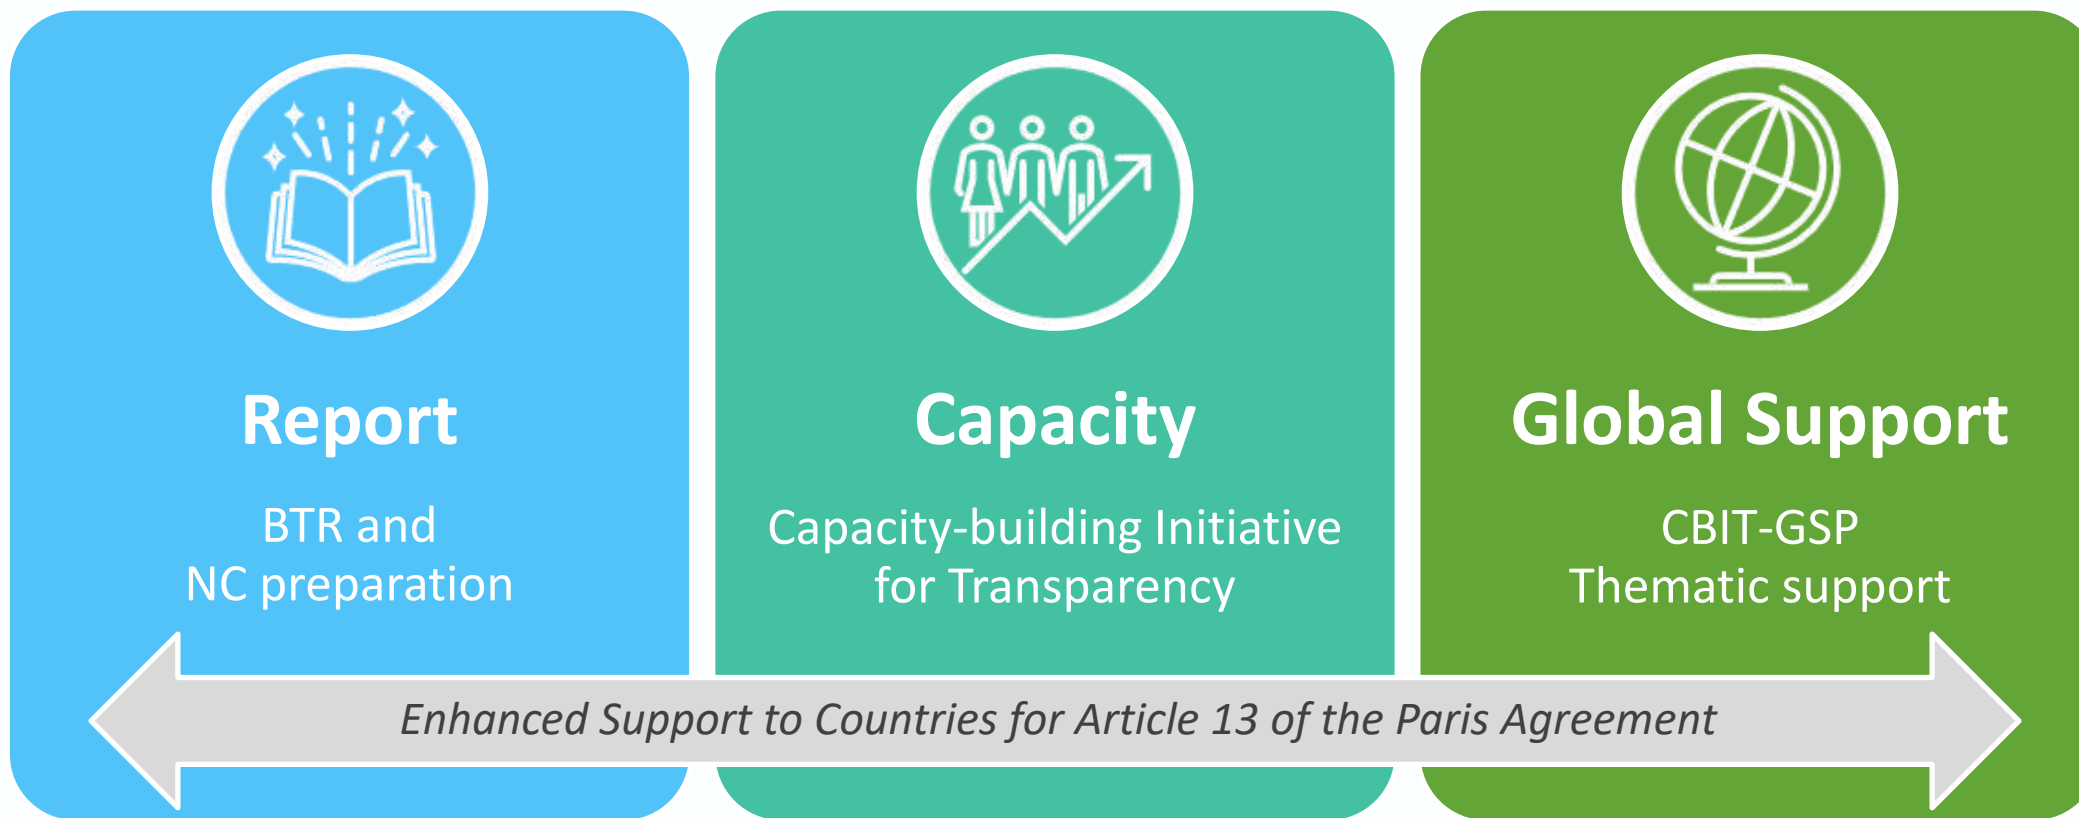 Report
BTR and
NC preparation
Capacity
Capacity-building Initiative
for Transparency
Global Support
CBIT-GSP
Thematic support
Enhanced Support to Countries for Article 13 of the Paris Agreement